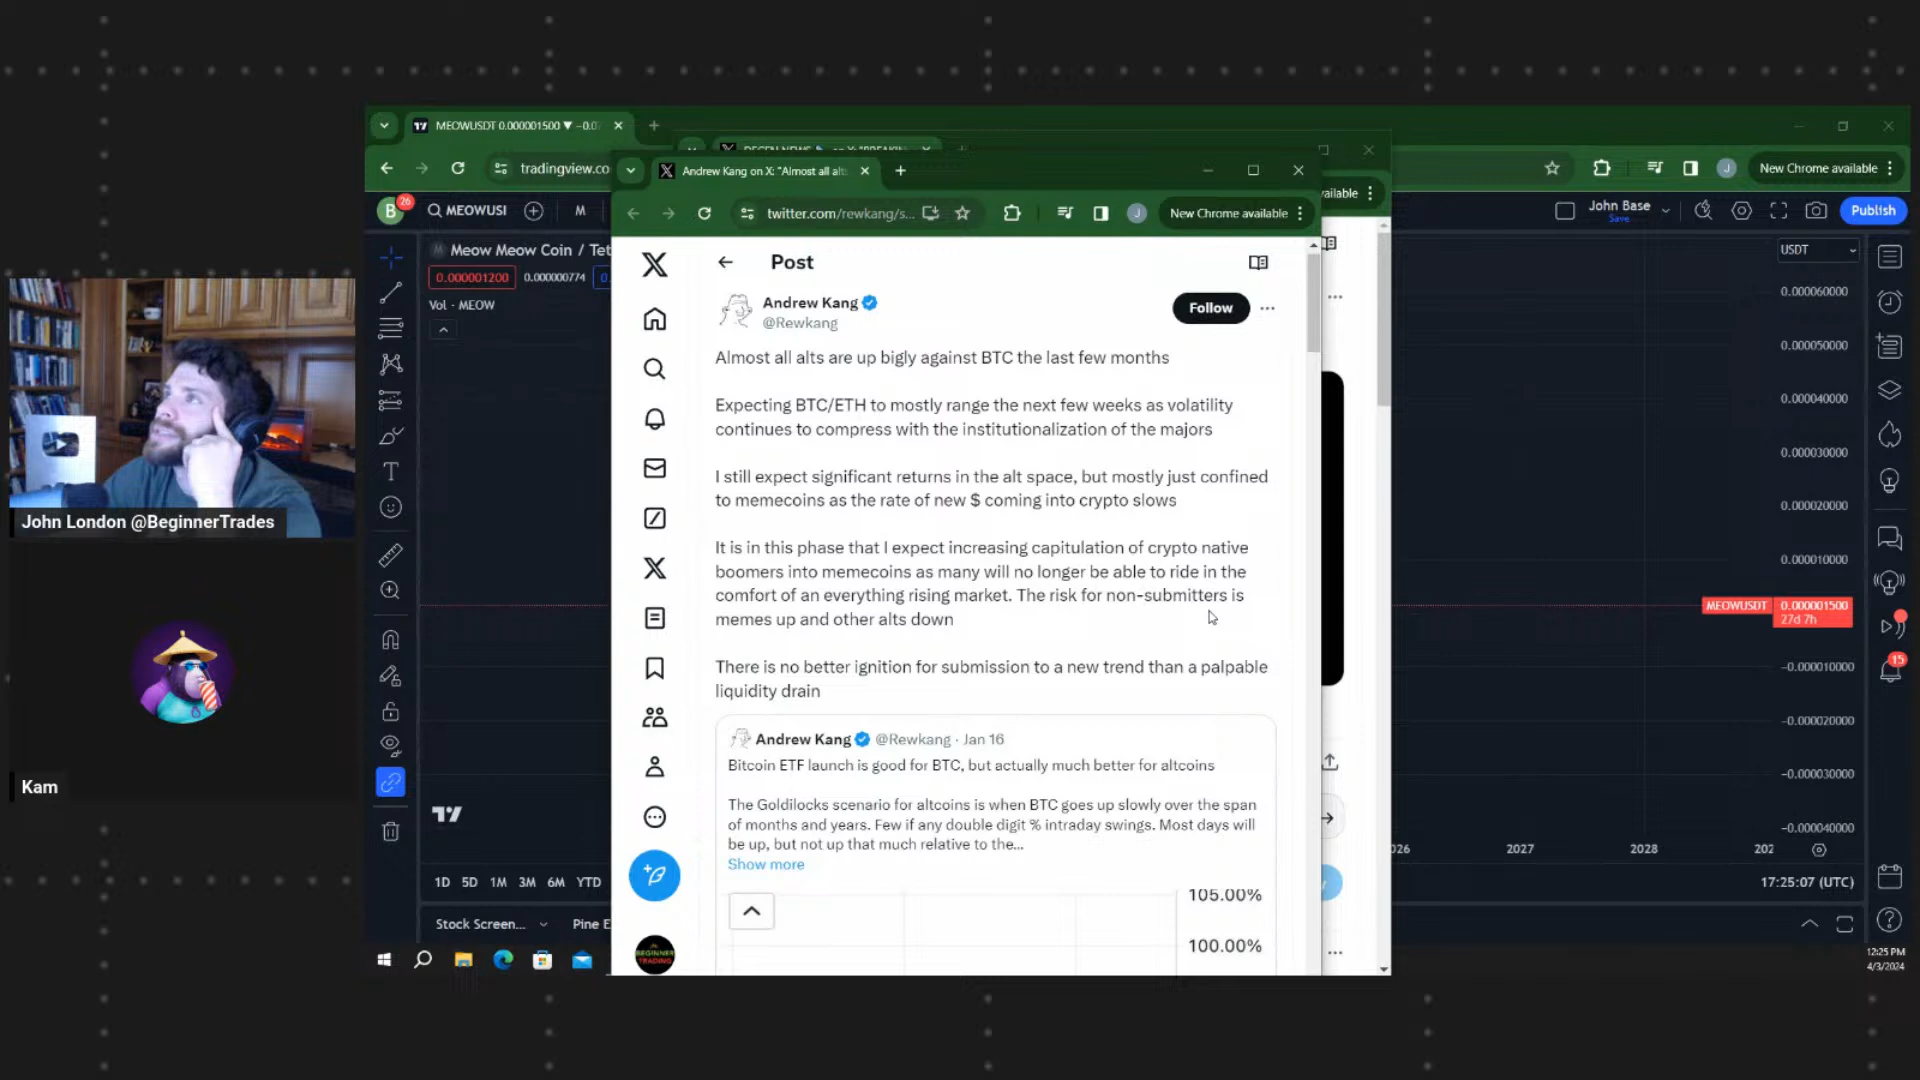 MEOWUSDT 0.000001500 ▼ −0.0
tradingview.co
New Chrome available
Andrew Kang on X: "Almost all alt
twitter.com/rewkang/s...
New Chrome available
vailable
B
26
MEOWUSI
M
John Base
Save
Publish
Meow Meow Coin / Tet
0.000001200
0.000000774
Vol · MEOW
USDT
Post
Andrew Kang
@Rewkang
Follow
Almost all alts are up bigly against BTC the last few months
Expecting BTC/ETH to mostly range the next few weeks as volatility
continues to compress with the institutionalization of the majors
I still expect significant returns in the alt space, but mostly just confined
to memecoins as the rate of new $ coming into crypto slows
It is in this phase that I expect increasing capitulation of crypto native
boomers into memecoins as many will no longer be able to ride in the
comfort of an everything rising market. The risk for non-submitters is
memes up and other alts down
There is no better ignition for submission to a new trend than a palpable
liquidity drain
Andrew Kang @Rewkang · Jan 16
Bitcoin ETF launch is good for BTC, but actually much better for altcoins
The Goldilocks scenario for altcoins is when BTC goes up slowly over the span
of months and years. Few if any double digit % intraday swings. Most days will
be up, but not up that much relative to the...
Show more
105.00%
100.00%
BEGINNER
TRADING
0.000060000
0.000050000
0.000040000
0.000030000
0.000020000
0.000010000
MEOWUSDT
0.000001500
27d 7h
−0.000010000
−0.000020000
−0.000030000
−0.000040000
15
026
2027
2028
202
1D 5D 1M 3M 6M YTD
17:25:07 (UTC)
Stock Screen...
Pine E
12:25 PM
4/3/2024
John London @BeginnerTrades
Kam